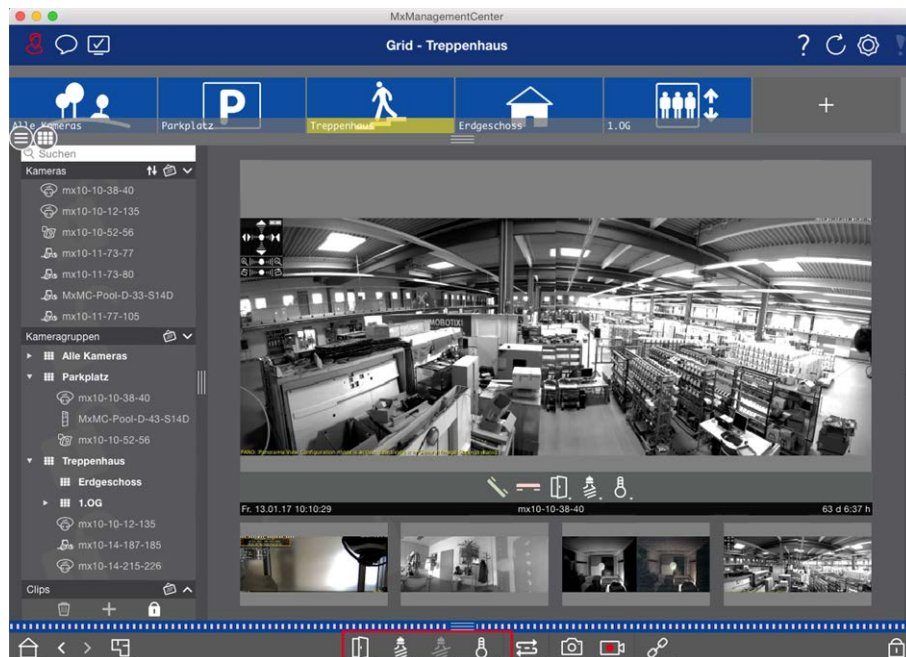 MxManagementCenter
Grid - Treppenhaus
?
P
Alle Kameras
Parkplatz
Treppenhaus
Erdgeschoss
1.OG
+
Suchen
Kameras
mx10-10-38-40
mx10-10-12-135
mx10-10-52-56
mx10-11-73-77
mx10-11-73-80
MxMC-Pool-D-33-S14D
mx10-11-77-105
Kameragruppen
Alle Kameras
Parkplatz
mx10-10-38-40
MxMC-Pool-D-43-S14D
mx10-10-52-56
Treppenhaus
Erdgeschoss
1.OG
mx10-10-12-135
mx10-14-187-185
mx10-14-215-226
Clips
MOBOTIX
Fr. 13.01.17 10:10:29
mx10-10-38-40
63 d 6:37 h